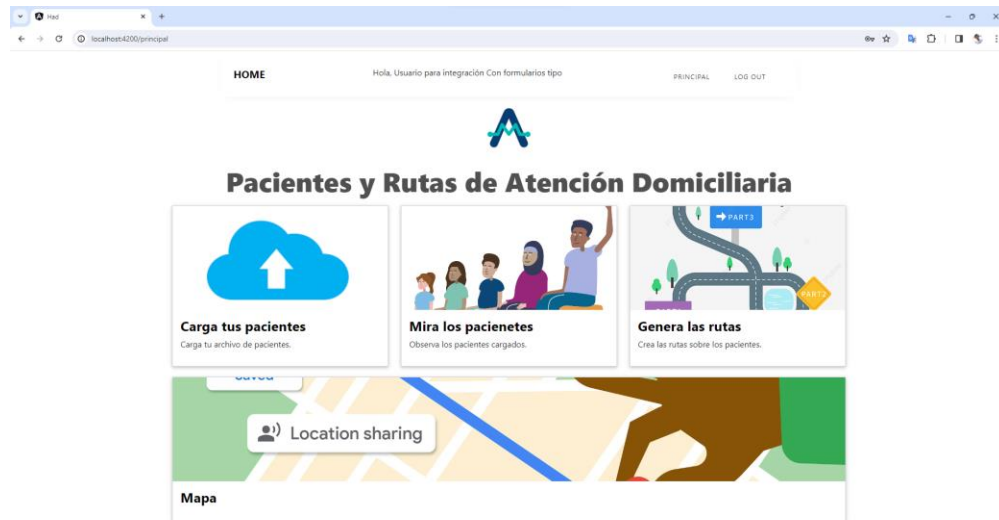 Had
localhost:4200/principal
HOME
Hola, Usuario para integración Con formularios tipo
PRINCIPAL
LOG OUT
Pacientes y Rutas de Atención Domiciliaria
PART3
PART2
Carga tus pacientes
Carga tu archivo de pacientes.
Mira los pacienetes
Observa los pacientes cargados.
Genera las rutas
Crea las rutas sobre los pacientes.
Saved
Location sharing
Mapa